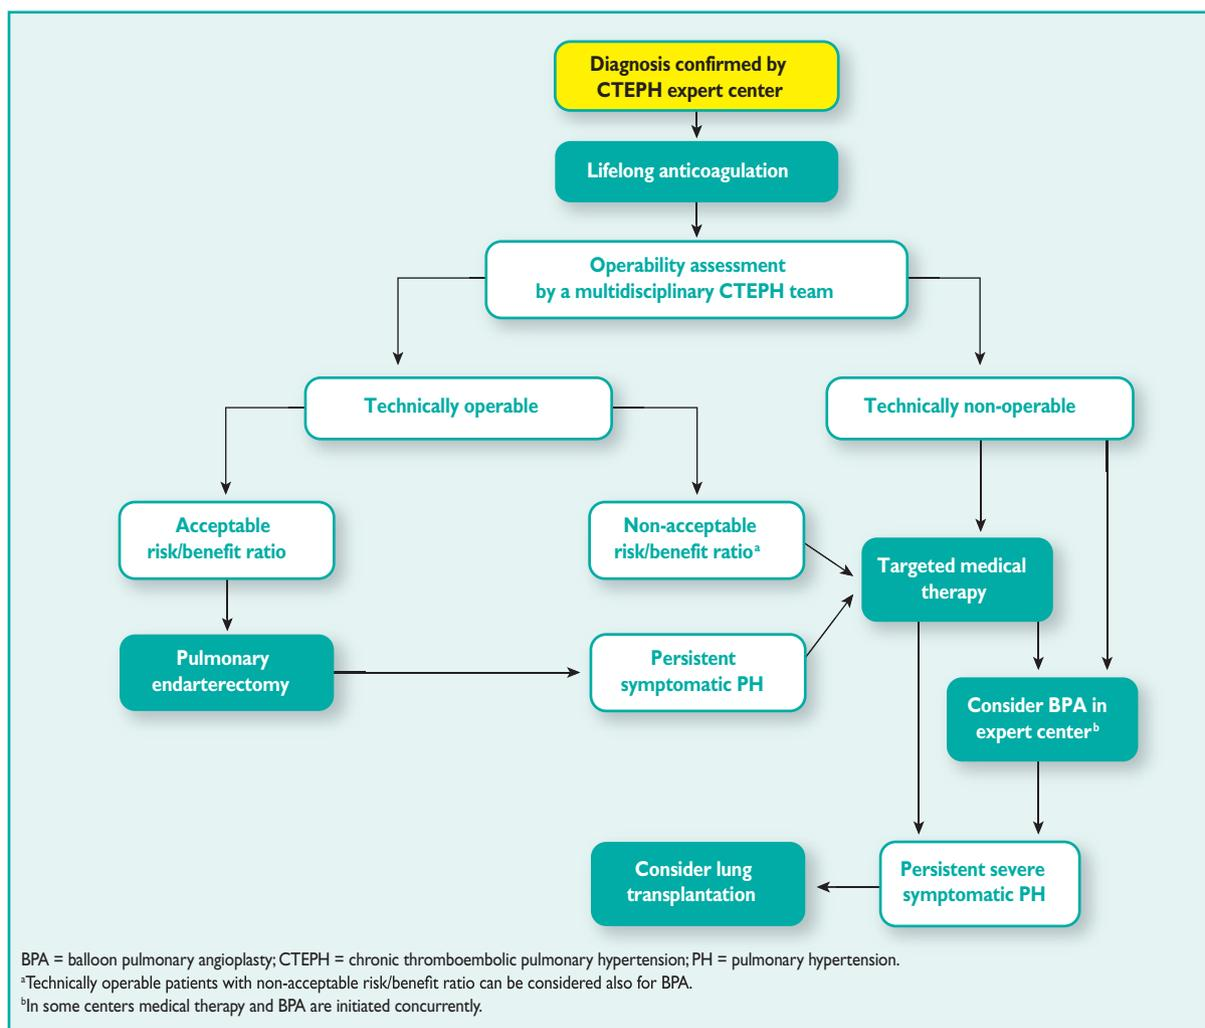 Diagnosis confirmed by
CTEPH expert center
Lifelong anticoagulation
Operability assessment
by a multidisciplinary CTEPH team
Technically operable
Technically non-operable
Acceptable
risk/benefit ratio
Non-acceptable
risk/benefit ratioᵃ
Targeted medical
therapy
Pulmonary
endarterectomy
Persistent
symptomatic PH
Consider BPA in
expert centerᵇ
Consider lung
transplantation
Persistent severe
symptomatic PH
BPA = balloon pulmonary angioplasty; CTEPH = chronic thromboembolic pulmonary hypertension; PH = pulmonary hypertension.
ᵃTechnically operable patients with non-acceptable risk/benefit ratio can be considered also for BPA.
ᵇIn some centers medical therapy and BPA are initiated concurrently.